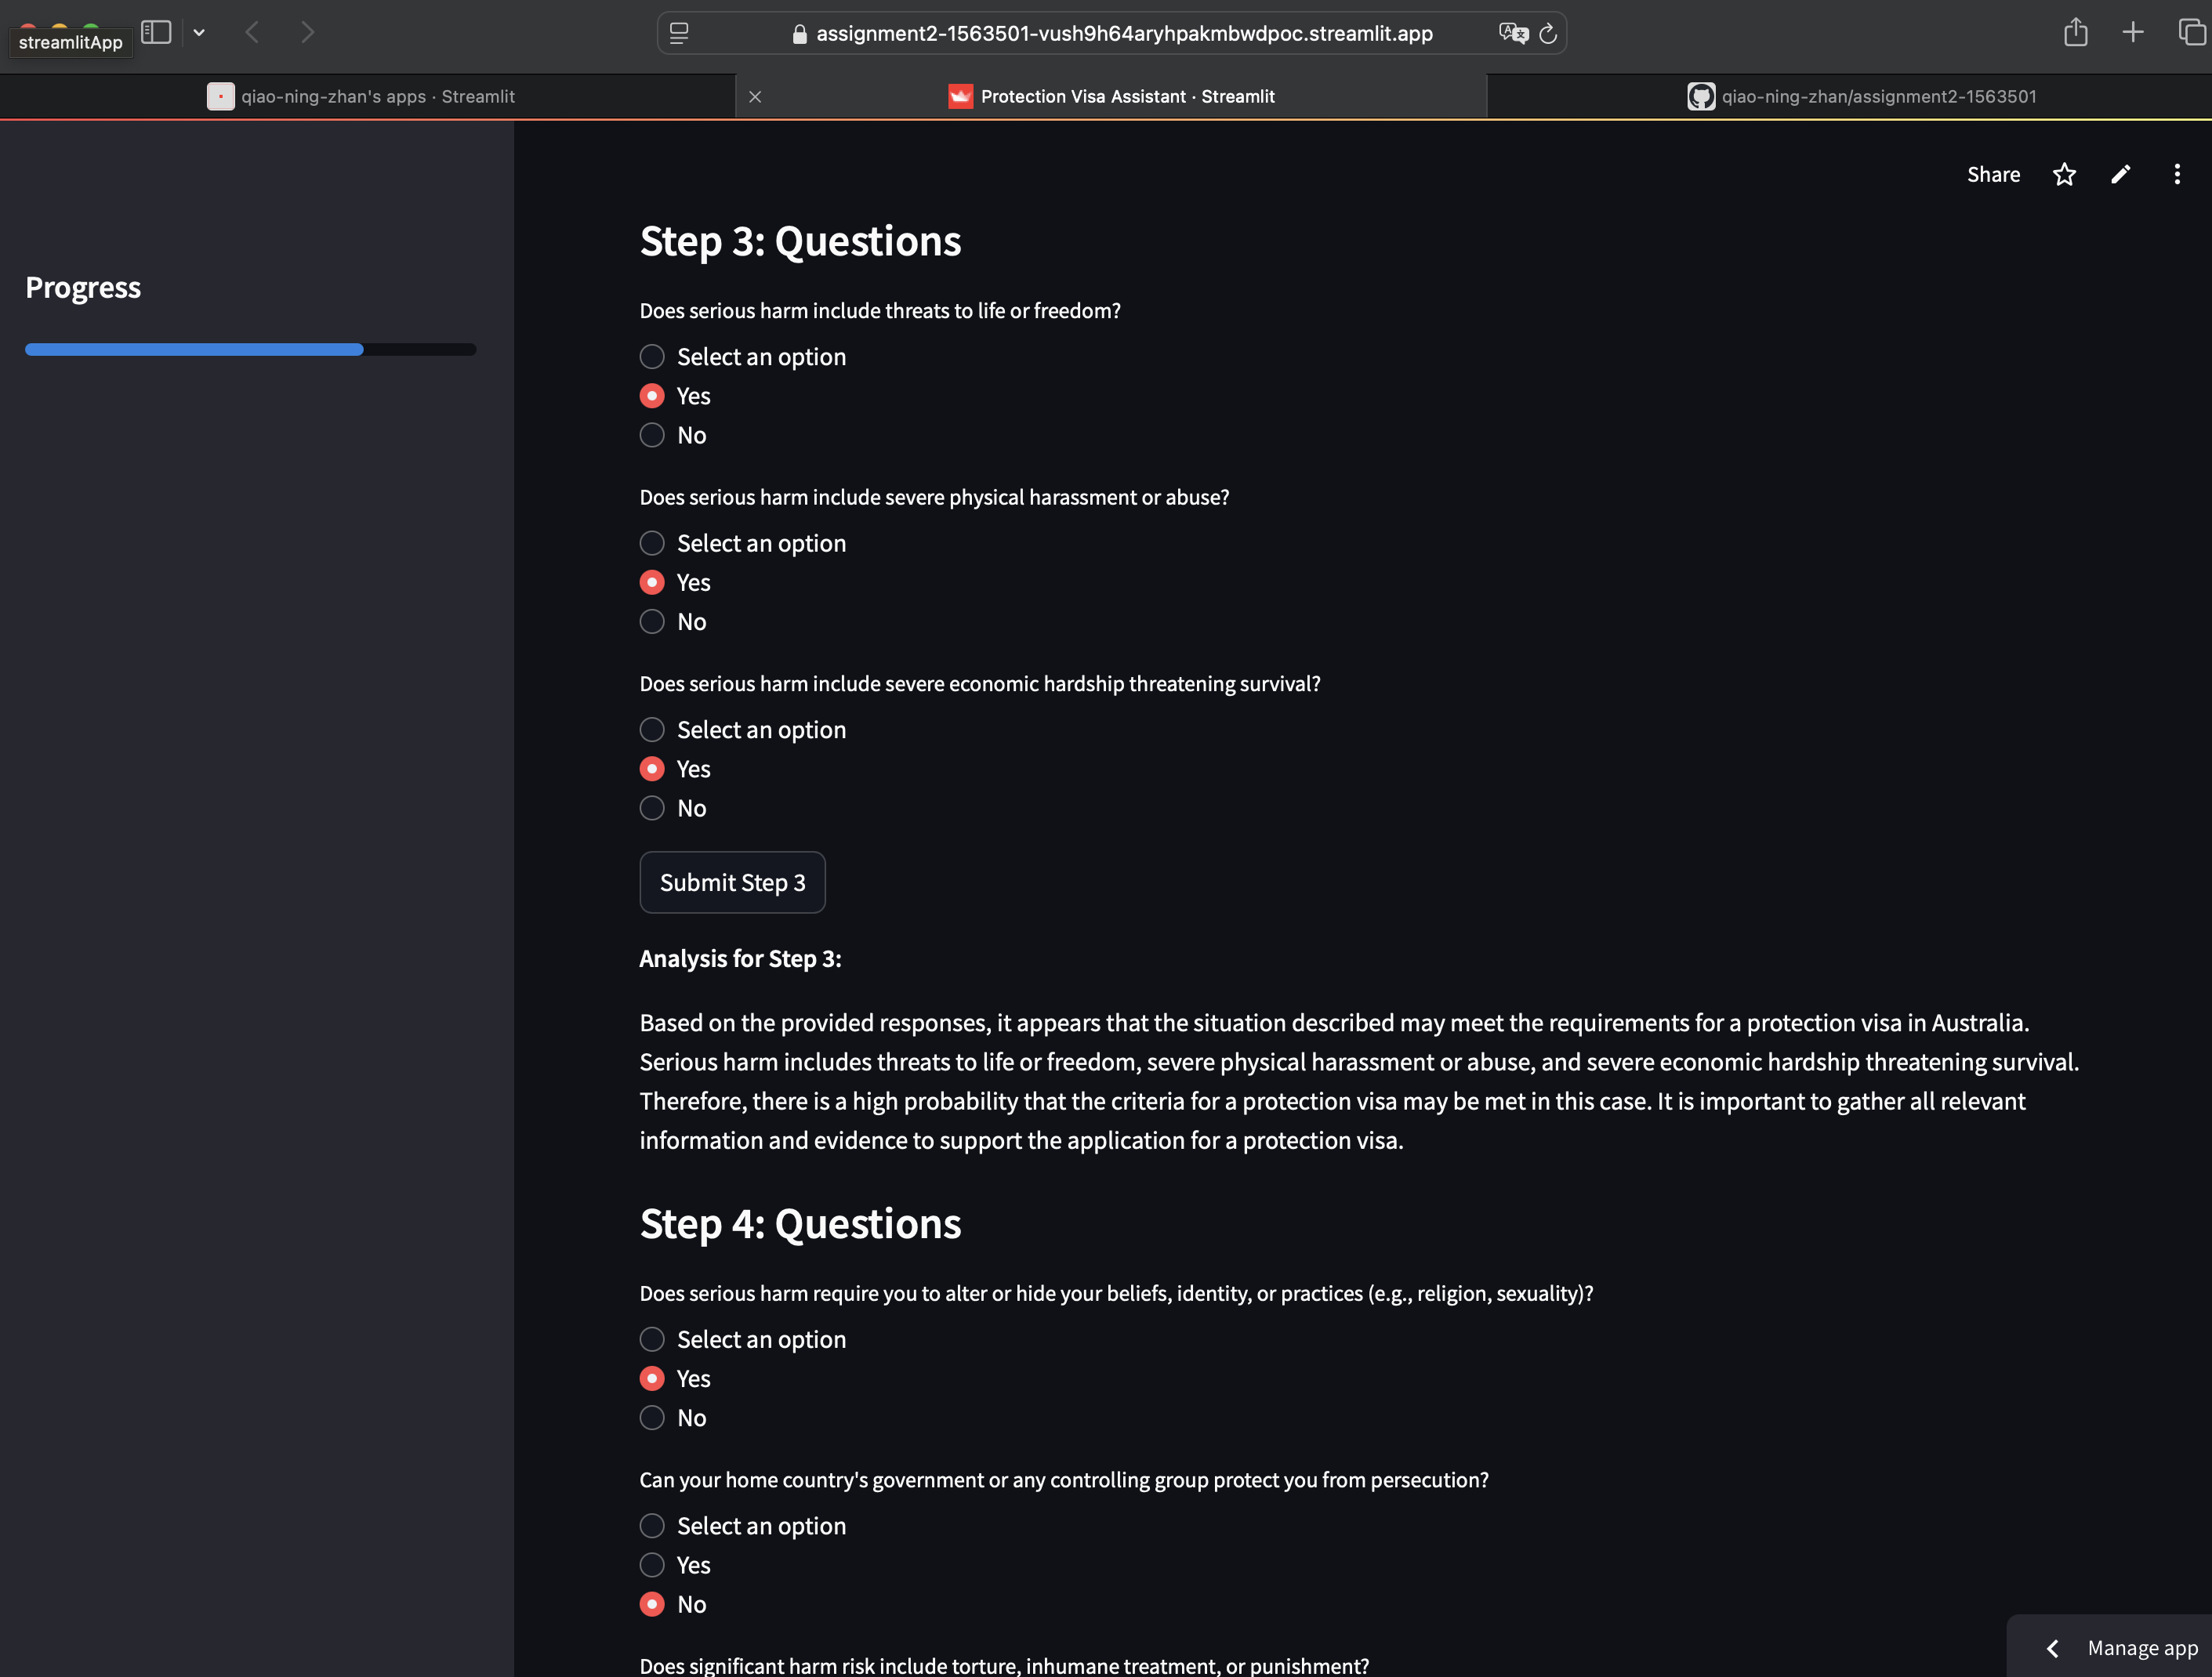 streamlitApp
assignment2-1563501-vush9h64aryhpakmbwdpoc.streamlit.app
qiao-ning-zhan's apps · Streamlit
Protection Visa Assistant · Streamlit
qiao-ning-zhan/assignment2-1563501
Share
Progress
Step 3: Questions
Does serious harm include threats to life or freedom?
Select an option
Yes
No
Does serious harm include severe physical harassment or abuse?
Select an option
Yes
No
Does serious harm include severe economic hardship threatening survival?
Select an option
Yes
No
Submit Step 3
Analysis for Step 3:
Based on the provided responses, it appears that the situation described may meet the requirements for a protection visa in Australia.
Serious harm includes threats to life or freedom, severe physical harassment or abuse, and severe economic hardship threatening survival.
Therefore, there is a high probability that the criteria for a protection visa may be met in this case. It is important to gather all relevant
information and evidence to support the application for a protection visa.
Step 4: Questions
Does serious harm require you to alter or hide your beliefs, identity, or practices (e.g., religion, sexuality)?
Select an option
Yes
No
Can your home country's government or any controlling group protect you from persecution?
Select an option
Yes
No
Does significant harm risk include torture, inhumane treatment, or punishment?
Manage app